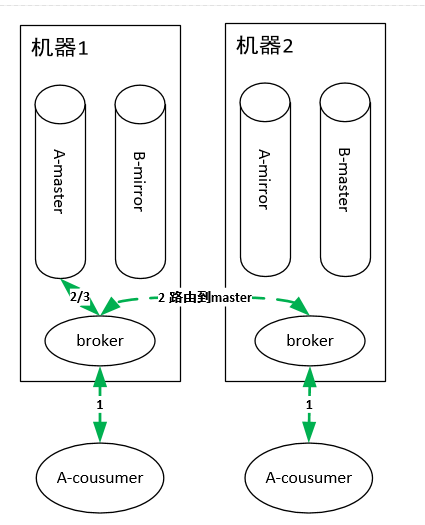 机器1
机器2
A-master
B-mirror
A-mirror
B-master
2/3
2 路由到master
broker
broker
1
1
A-cousumer
A-cousumer